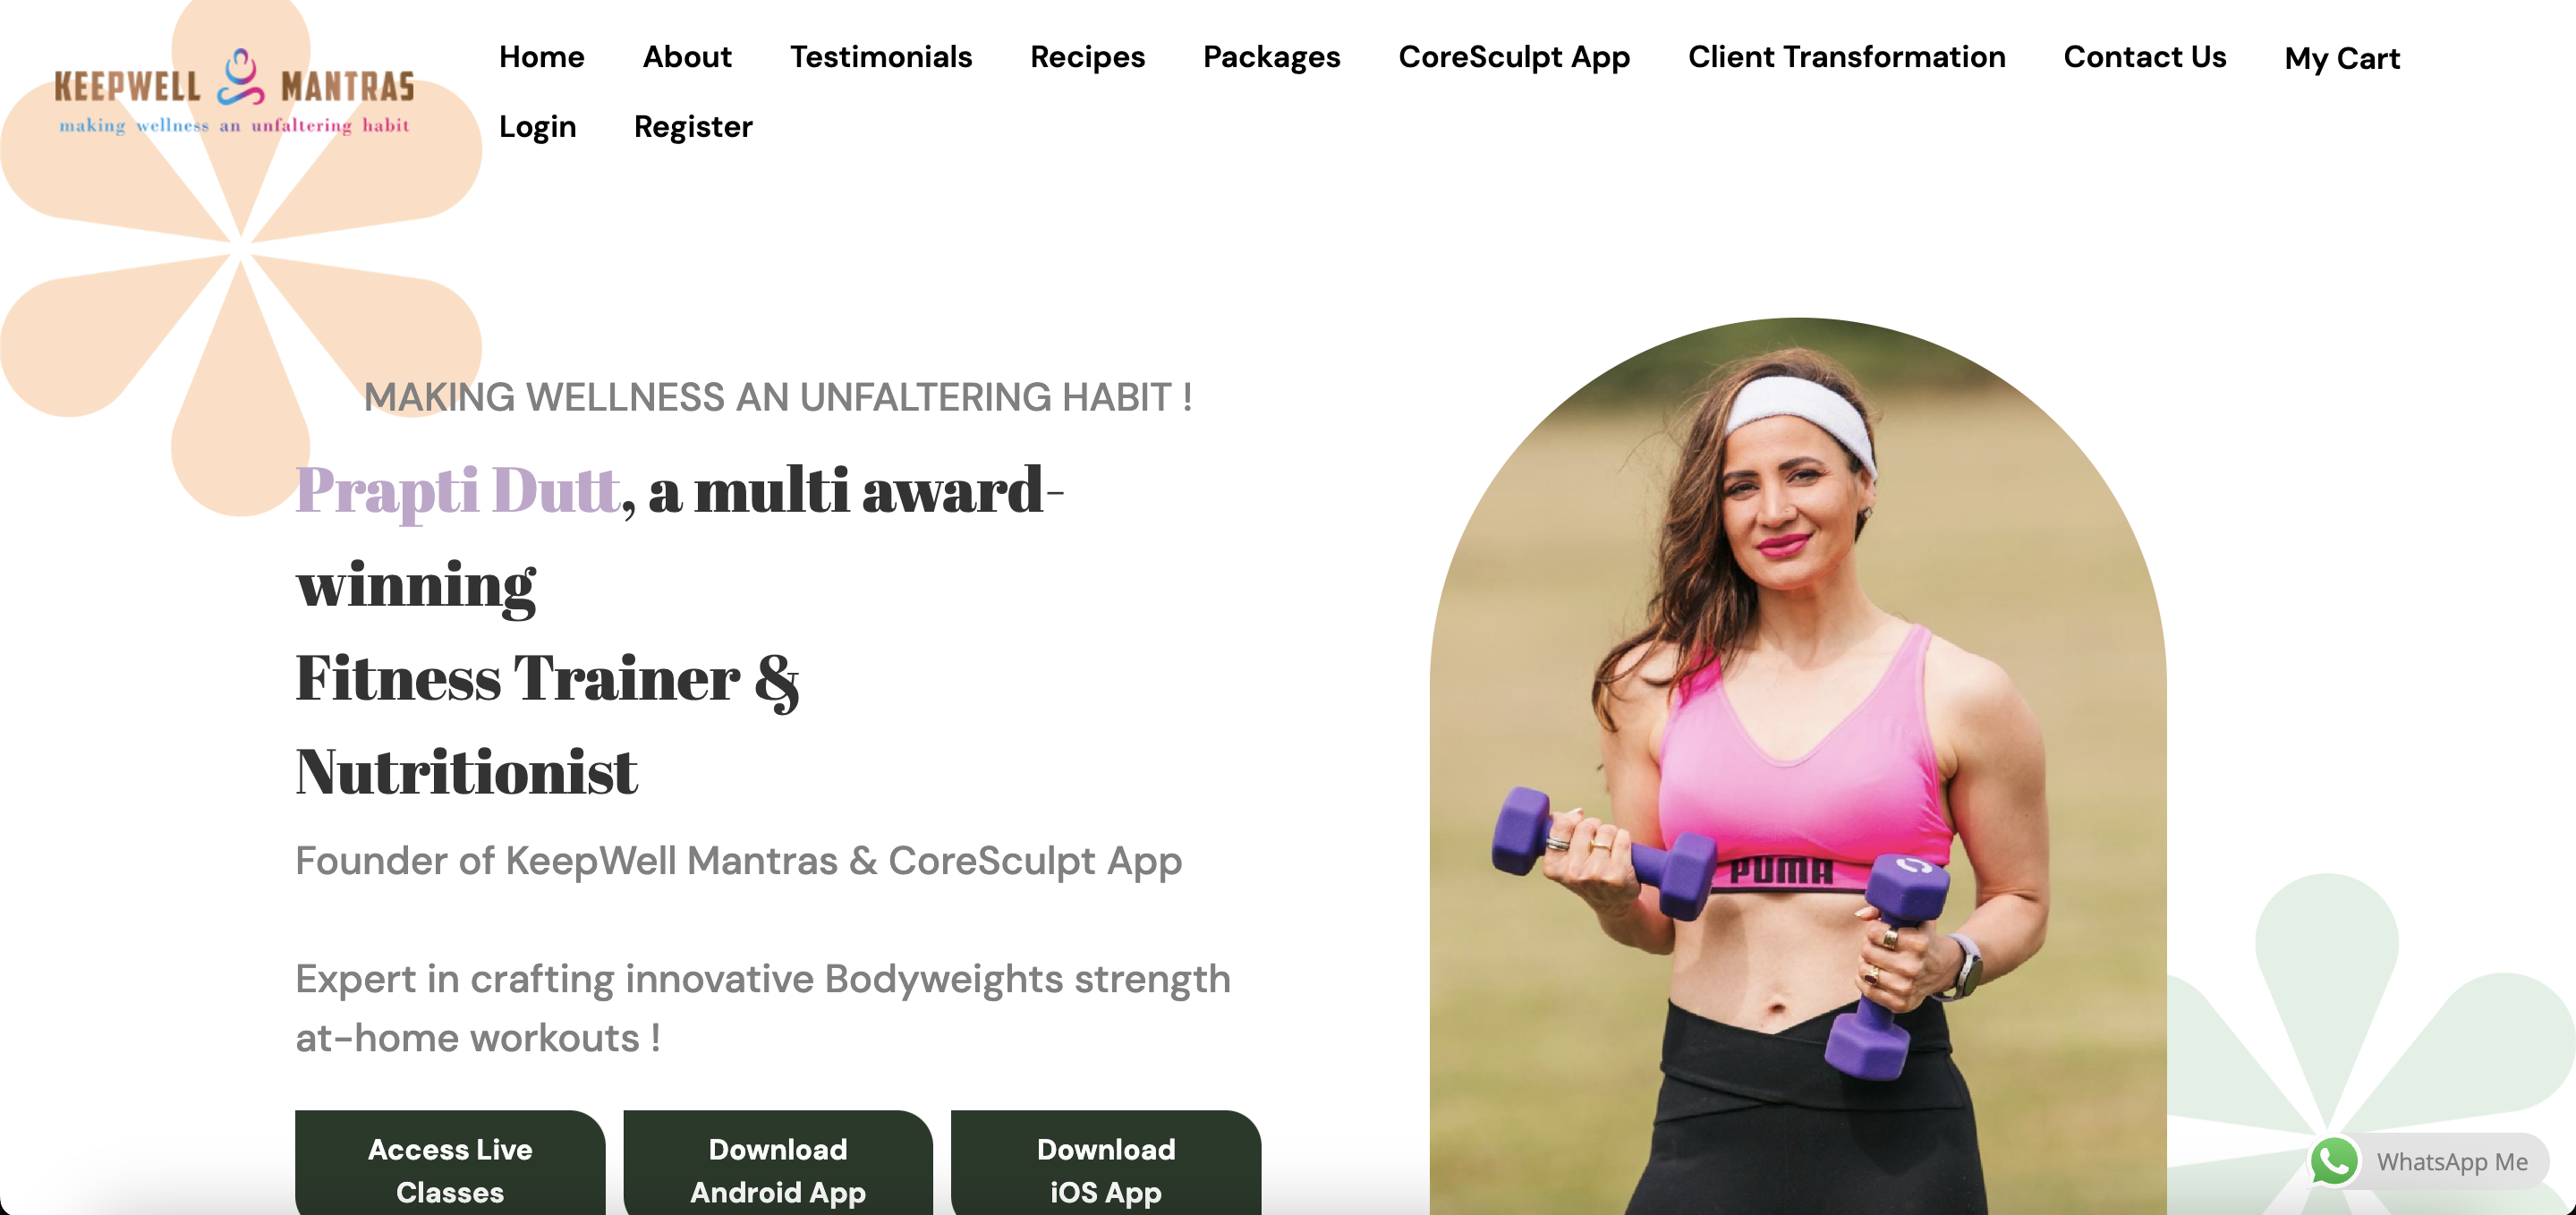 KEEPWELL MANTRAS
making wellness an unfaltering habit
Home About Testimonials Recipes Packages CoreSculpt App Client Transformation Contact Us My Cart
Login Register
MAKING WELLNESS AN UNFALTERING HABIT !
Prapti Dutt, a multi award-
winning
Fitness Trainer &
Nutritionist
Founder of KeepWell Mantras & CoreSculpt App
Expert in crafting innovative Bodyweights strength
at-home workouts !
Access Live
Classes
Download
Android App
Download
iOS App
PUMA
WhatsApp Me